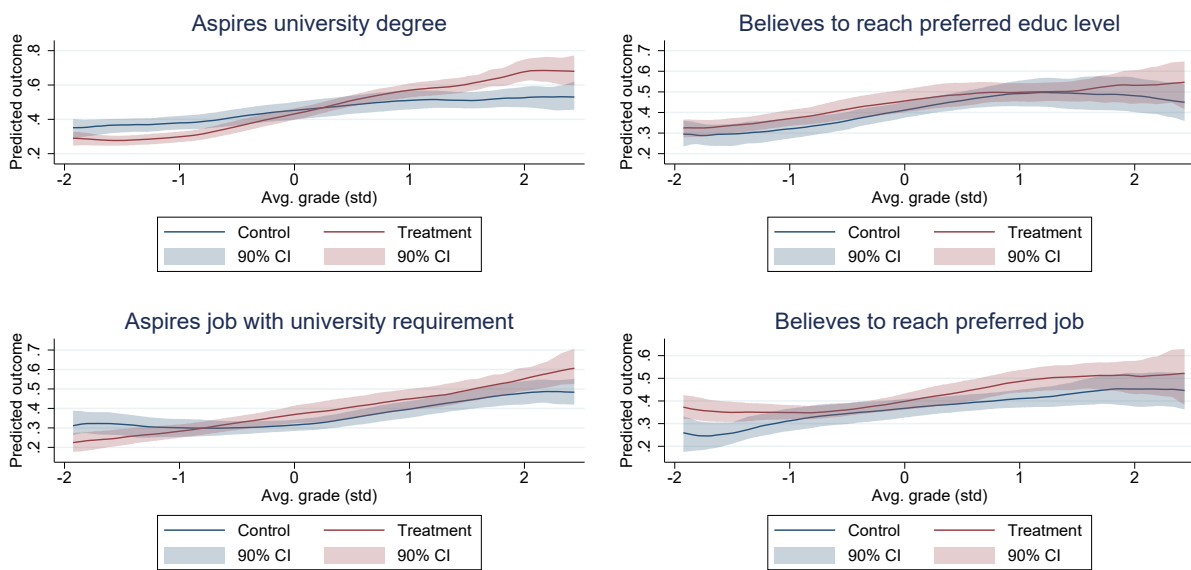 Aspires university degree
Predicted outcome
.8
.6
.4
.2
-2 -1 0 1 2
Avg. grade (std)
Control Treatment
90% CI 90% CI
Believes to reach preferred educ level
Predicted outcome
.7
.6
.5
.4
.3
.2
-2 -1 0 1 2
Avg. grade (std)
Control Treatment
90% CI 90% CI
Aspires job with university requirement
Predicted outcome
.7
.6
.5
.4
.3
.2
-2 -1 0 1 2
Avg. grade (std)
Control Treatment
90% CI 90% CI
Believes to reach preferred job
Predicted outcome
.6
.5
.4
.3
.2
-2 -1 0 1 2
Avg. grade (std)
Control Treatment
90% CI 90% CI